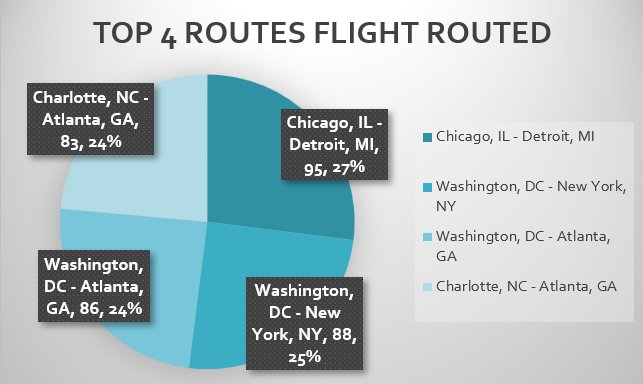 TOP 4 ROUTES FLIGHT ROUTED
Charlotte, NC -
Atlanta, GA,
83, 24%
Chicago, IL -
Detroit, MI,
95, 27%
Washington,
DC - Atlanta,
GA, 86, 24%
Washington,
DC - New
York, NY, 88,
25%
Chicago, IL - Detroit, MI
Washington, DC - New York,
NY
Washington, DC - Atlanta,
GA
Charlotte, NC - Atlanta, GA